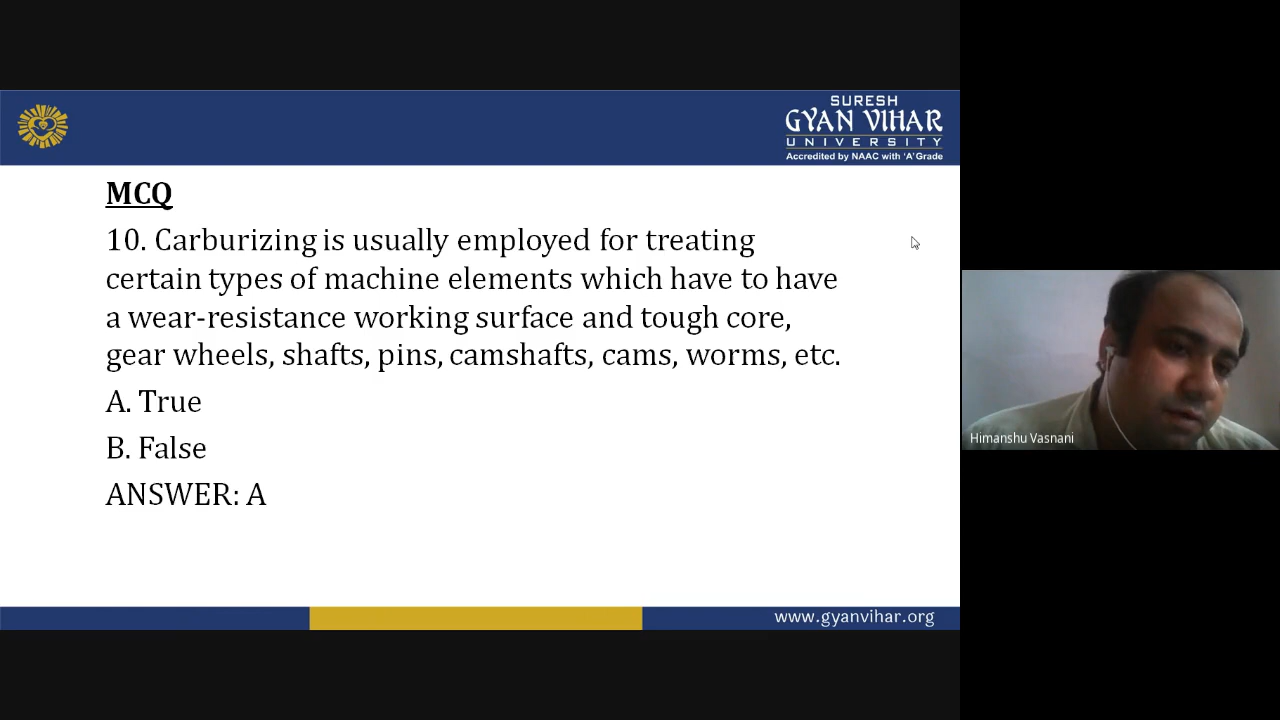 SURESH
GYAN VIHAR
UNIVERSITY
Accredited by NAAC with 'A' Grade
MCQ
10. Carburizing is usually employed for treating
certain types of machine elements which have to have
a wear-resistance working surface and tough core,
gear wheels, shafts, pins, camshafts, cams, worms, etc.
A. True
B. False
ANSWER: A
www.gyanvihar.org
Himanshu Vasnani